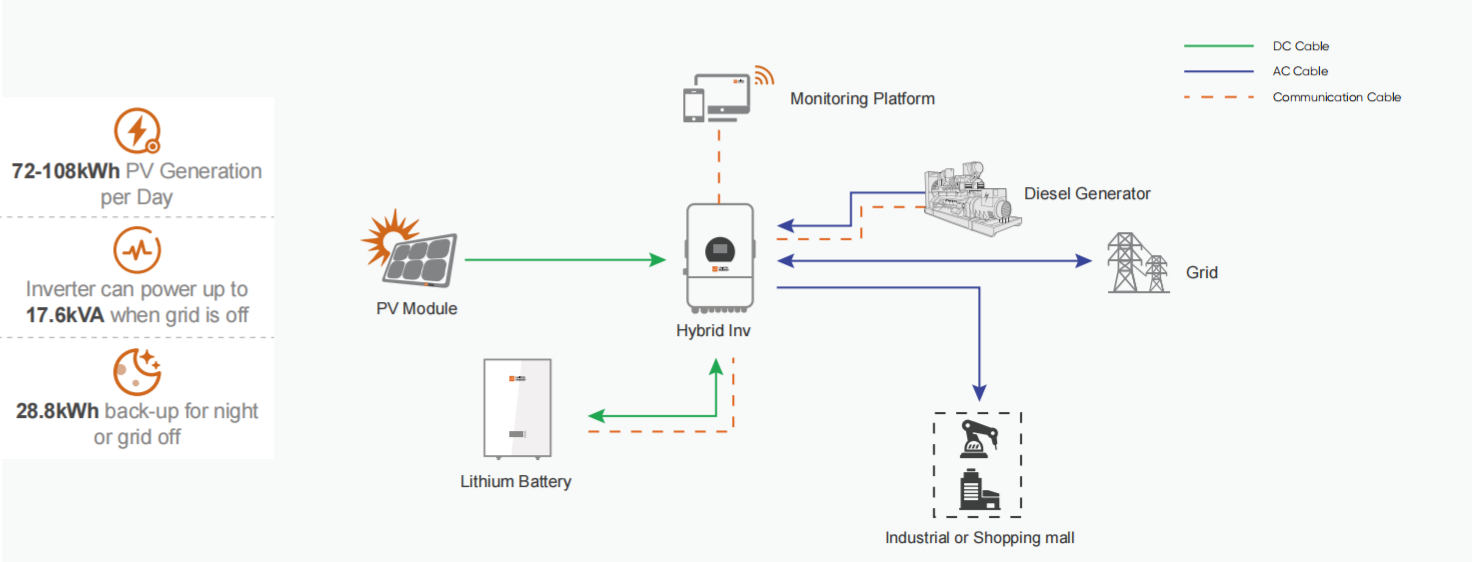 DC Cable
AC Cable
Communication Cable
Monitoring Platform
72-108kWh PV Generation
per Day
Diesel Generator
Inverter can power up to
17.6kVA when grid is off
Grid
PV Module
Hybrid Inv
28.8kWh back-up for night
or grid off
Lithium Battery
Industrial or Shopping mall